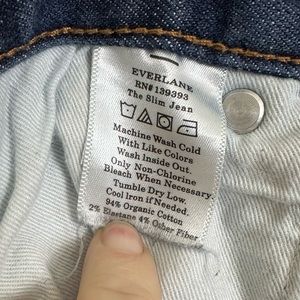 EVERLANE
RN# 139393
The Slim Jean
Machine Wash Cold
With Like Colors
Wash Inside Out.
Only Non-Chlorine
Bleach When Necessary.
Tumble Dry Low.
Cool Iron if Needed.
94% Organic Cotton
2% Elastane 4% Other Fiber